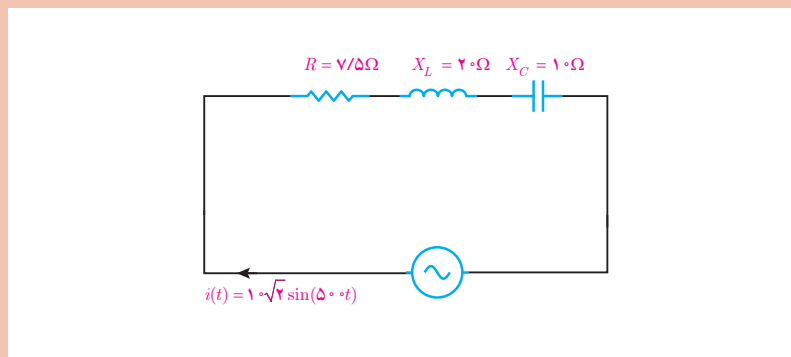 R = ۷/۵Ω
X_L = ۲۰Ω
X_C = ۱۰Ω
i(t) = ۱۰√۲ sin(۵۰۰t)